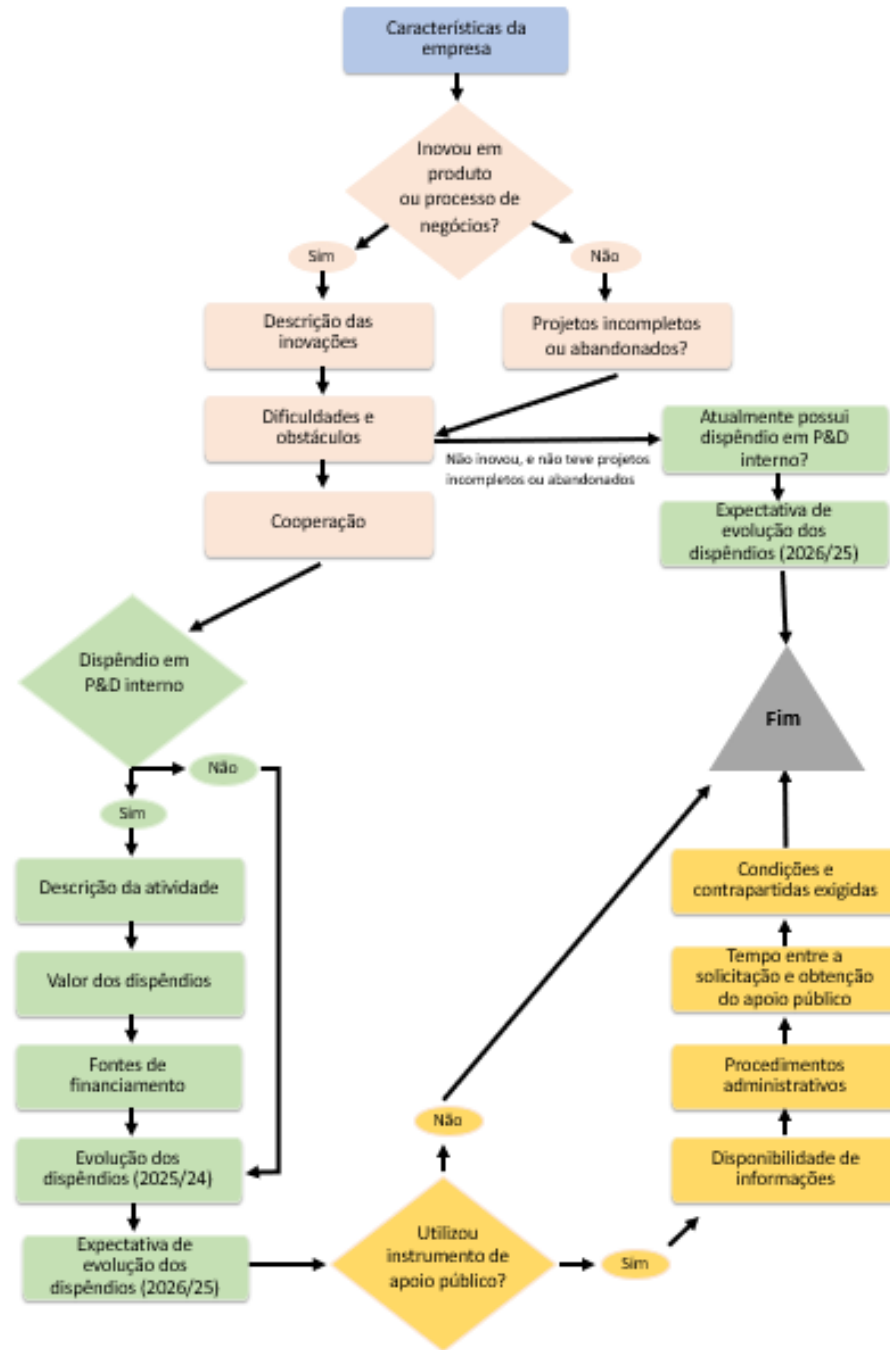 Características da
empresa
Inovou em
produto
ou processo de
negócios?
Sim
Não
Descrição das
inovações
Projetos incompletos
ou abandonados?
Dificuldades e
obstáculos
Não inovou, e não teve projetos
incompletos ou abandonados
Atualmente possui
dispêndio em P&D
interno?
Cooperação
Expectativa de
evolução dos
dispêndios (2026/25)
Dispêndio em
P&D interno
Fim
Não
Sim
Descrição da atividade
Valor dos dispêndios
Fontes de
financiamento
Evolução dos
dispêndios (2025/24)
Expectativa de
evolução dos
dispêndios (2026/25)
Utilizou
instrumento de
apoio público?
Não
Sim
Disponibilidade de
informações
Procedimentos
administrativos
Tempo entre a
solicitação e obtenção
do apoio público
Condições e
contrapartidas exigidas